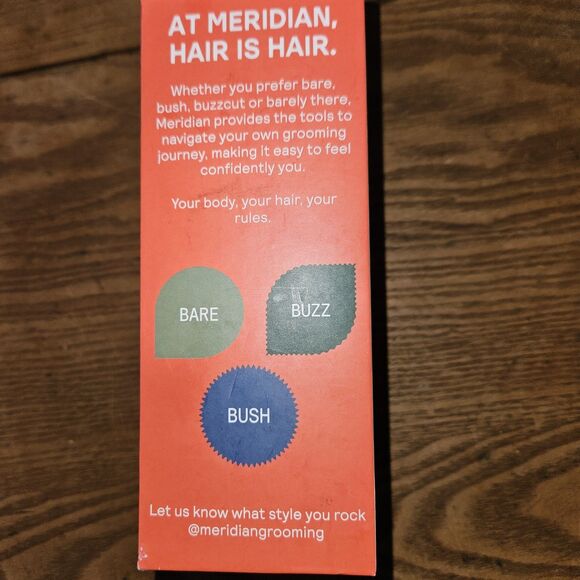 AT MERIDIAN,
HAIR IS HAIR.
Whether you prefer bare,
bush, buzzcut or barely there,
Meridian provides the tools to
navigate your own grooming
journey, making it easy to feel
confidently you.
Your body, your hair, your
rules.
BARE
BUZZ
BUSH
Let us know what style you rock
@meridiangrooming